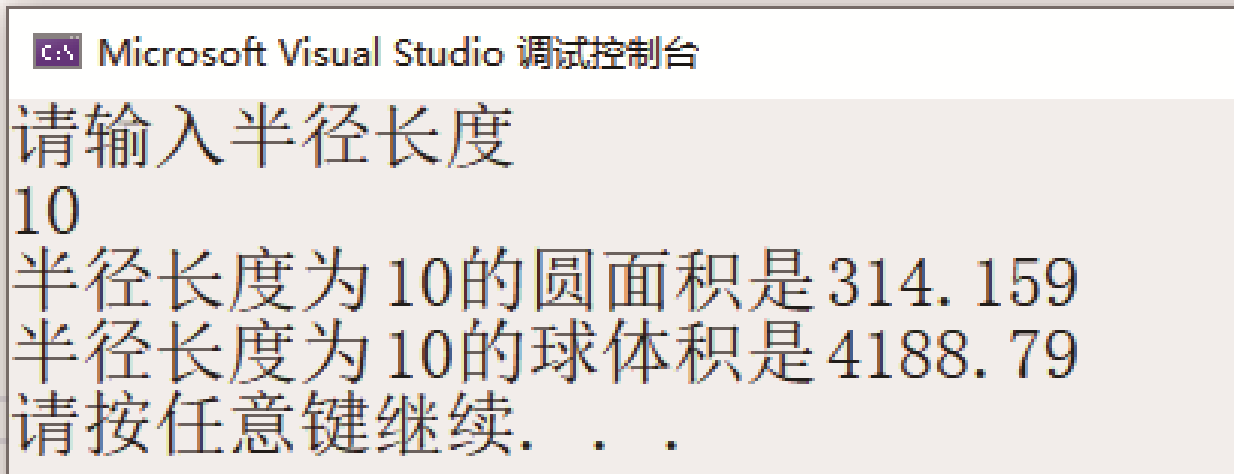 C:\ Microsoft Visual Studio 调试控制台
请输入半径长度
10
半径长度为10的圆面积是314.159
半径长度为10的球体积是4188.79
请按任意键继续. . .